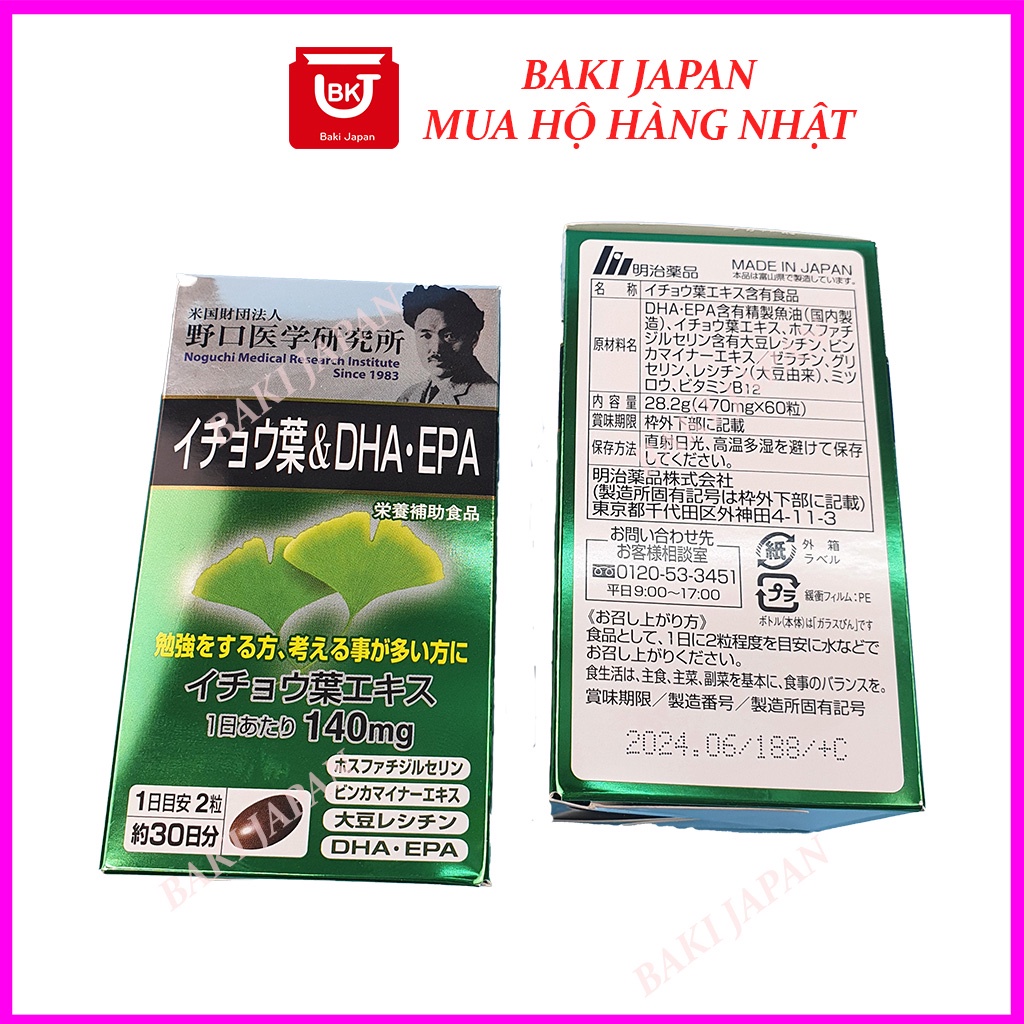 BKJ
Baki Japan
BAKI JAPAN
MUA HỘ HÀNG NHẬT
米国財団法人
野口医学研究所
Noguchi Medical Research Institute
Since 1983
イチョウ葉&DHA・EPA
栄養補助食品
勉強をする方、考える事が多い方に
イチョウ葉エキス
1日あたり 140mg
ホスファチジルセリン
ビンカマイナーエキス
大豆レシチン
DHA・EPA
1日目安 2粒
約30日分
BAKI JAPAN
BAKI JAPAN
明治薬品
MADE IN JAPAN
本品は富山県で製造しています。
名 称 イチョウ葉エキス含有食品
原材料名
DHA・EPA含有精製魚油(国内製
造)、イチョウ葉エキス、ホスファチ
ジルセリン含有大豆レシチン、ビン
カマイナーエキス/ゼラチン、グリ
セリン、レシチン(大豆由来)、ミツ
ロウ、ビタミンB12
内 容 量 28.2g(470mg×60粒)
賞味期限 枠外下部に記載
保存方法 直射日光、高温多湿を避けて保存
してください。
明治薬品株式会社
(製造所固有記号は枠外下部に記載)
東京都千代田区外神田4-11-3
お問い合わせ先
お客様相談室
0120-53-3451
平日9:00〜17:00
紙
外 箱
ラベル
プラ
緩衝フィルム:PE
ボトル(本体)は「ガラスびん」です
《お召し上がり方》
食品として、1日に2粒程度を目安に水などで
お召し上がりください。
食生活は、主食、主菜、副菜を基本に、食事のバランスを。
賞味期限/製造番号/製造所固有記号
2024.06/188/+C
BAKI JAPAN
BAKI JAPAN